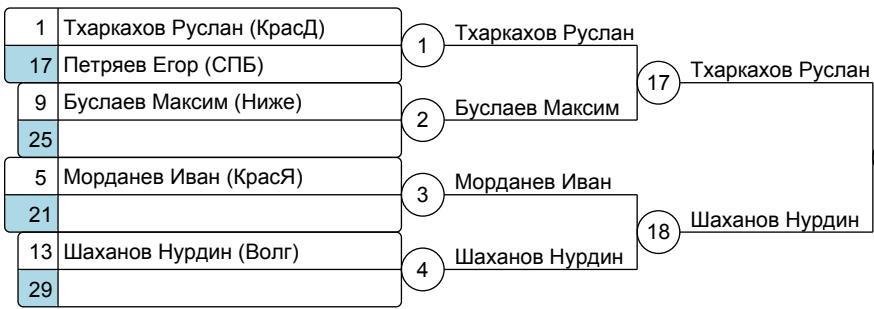 1 Тхаркахов Руслан (КрасД)
17 Петряев Егор (СПБ)
9 Буслаев Максим (Ниже)
25
5 Морданев Иван (КрасЯ)
21
13 Шаханов Нурдин (Волг)
29
1 Тхаркахов Руслан
2 Буслаев Максим
3 Морданев Иван
4 Шаханов Нурдин
17 Тхаркахов Руслан
18 Шаханов Нурдин